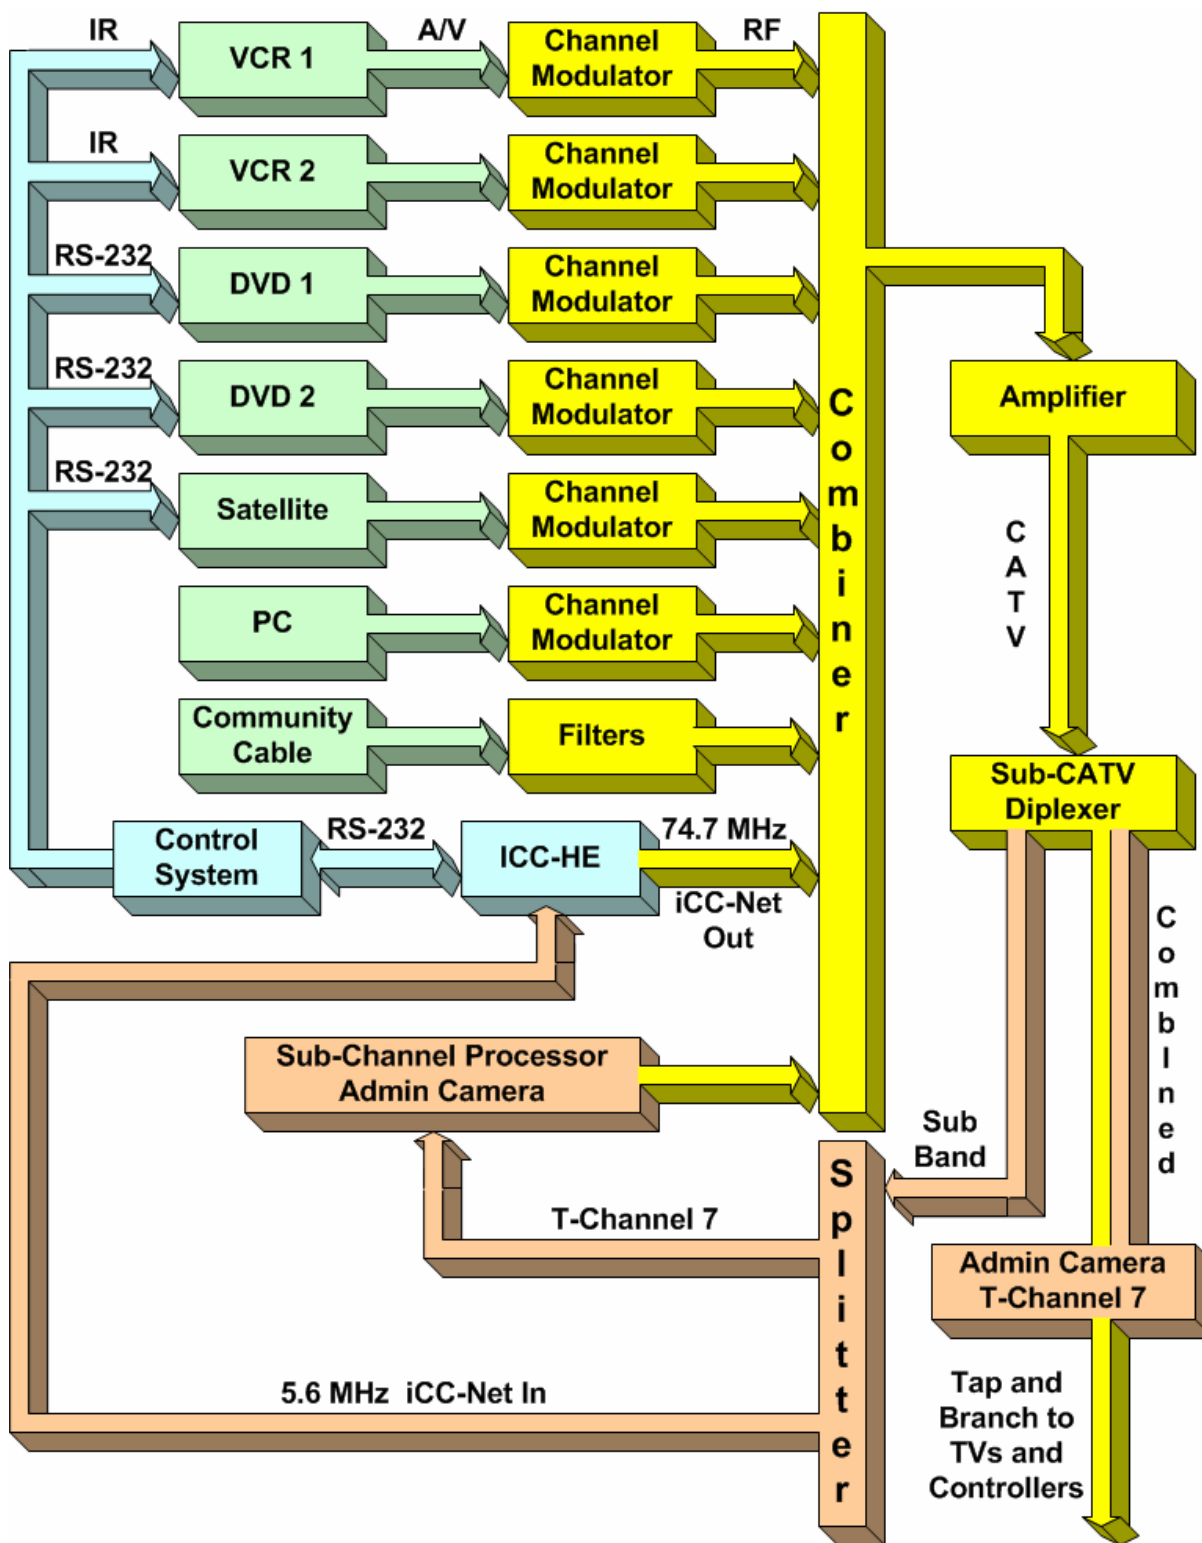 IR
VCR 1
A/V
Channel
Modulator
RF
IR
VCR 2
Channel
Modulator
RS-232
DVD 1
Channel
Modulator
RS-232
DVD 2
Channel
Modulator
RS-232
Satellite
Channel
Modulator
PC
Channel
Modulator
Community
Cable
Filters
Control
System
RS-232
ICC-HE
74.7 MHz
iCC-Net
Out
Combiner
Amplifier
CATV
Sub-CATV
Diplexer
CombIned
Sub-Channel Processor
Admin Camera
Sub
Band
Splitter
T-Channel 7
Admin Camera
T-Channel 7
5.6 MHz iCC-Net In
Tap and
Branch to
TVs and
Controllers